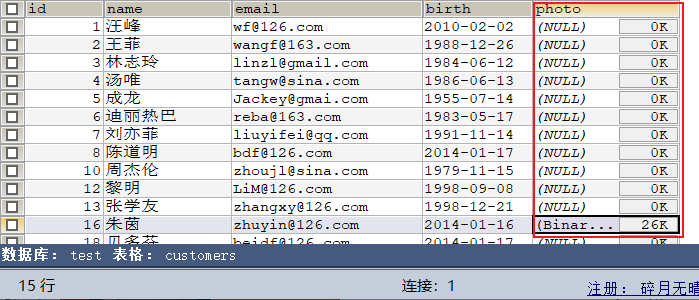 id name email birth photo
1 汪峰 wf@126.com 2010-02-02 (NULL) 0K
2 王菲 wangf@163.com 1988-12-26 (NULL) 0K
3 林志玲 linzl@gmail.com 1984-06-12 (NULL) 0K
4 汤唯 tangw@sina.com 1986-06-13 (NULL) 0K
5 成龙 Jackey@gmai.com 1955-07-14 (NULL) 0K
6 迪丽热巴 reba@163.com 1983-05-17 (NULL) 0K
7 刘亦菲 liuyifei@qq.com 1991-11-14 (NULL) 0K
8 陈道明 bdf@126.com 2014-01-17 (NULL) 0K
10 周杰伦 zhoujl@sina.com 1979-11-15 (NULL) 0K
12 黎明 LiM@126.com 1998-09-08 (NULL) 0K
13 张学友 zhangxy@126.com 1998-12-21 (NULL) 0K
16 朱茵 zhuyin@126.com 2014-01-16 (Binar... 26K
18 贝多芬 beidf@126.com 2014-01-17 (NULL) 0K
数据库： test 表格： customers
15 行 连接： 1 注册： 碎月无暗